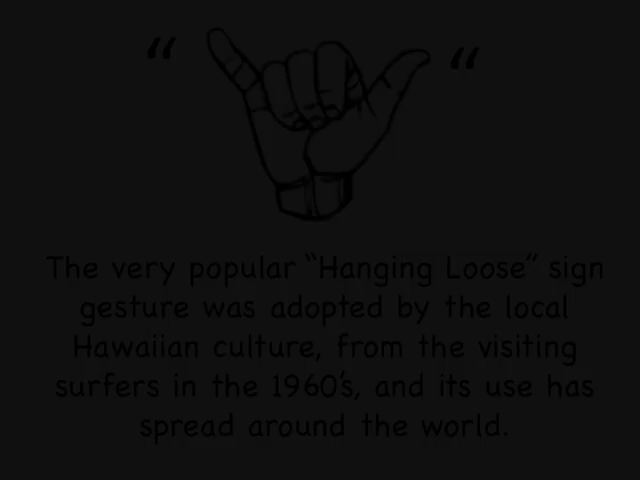 “ “
The very popular “Hanging Loose” sign
gesture was adopted by the local
Hawaiian culture, from the visiting
surfers in the 1960’s, and its use has
spread around the world.